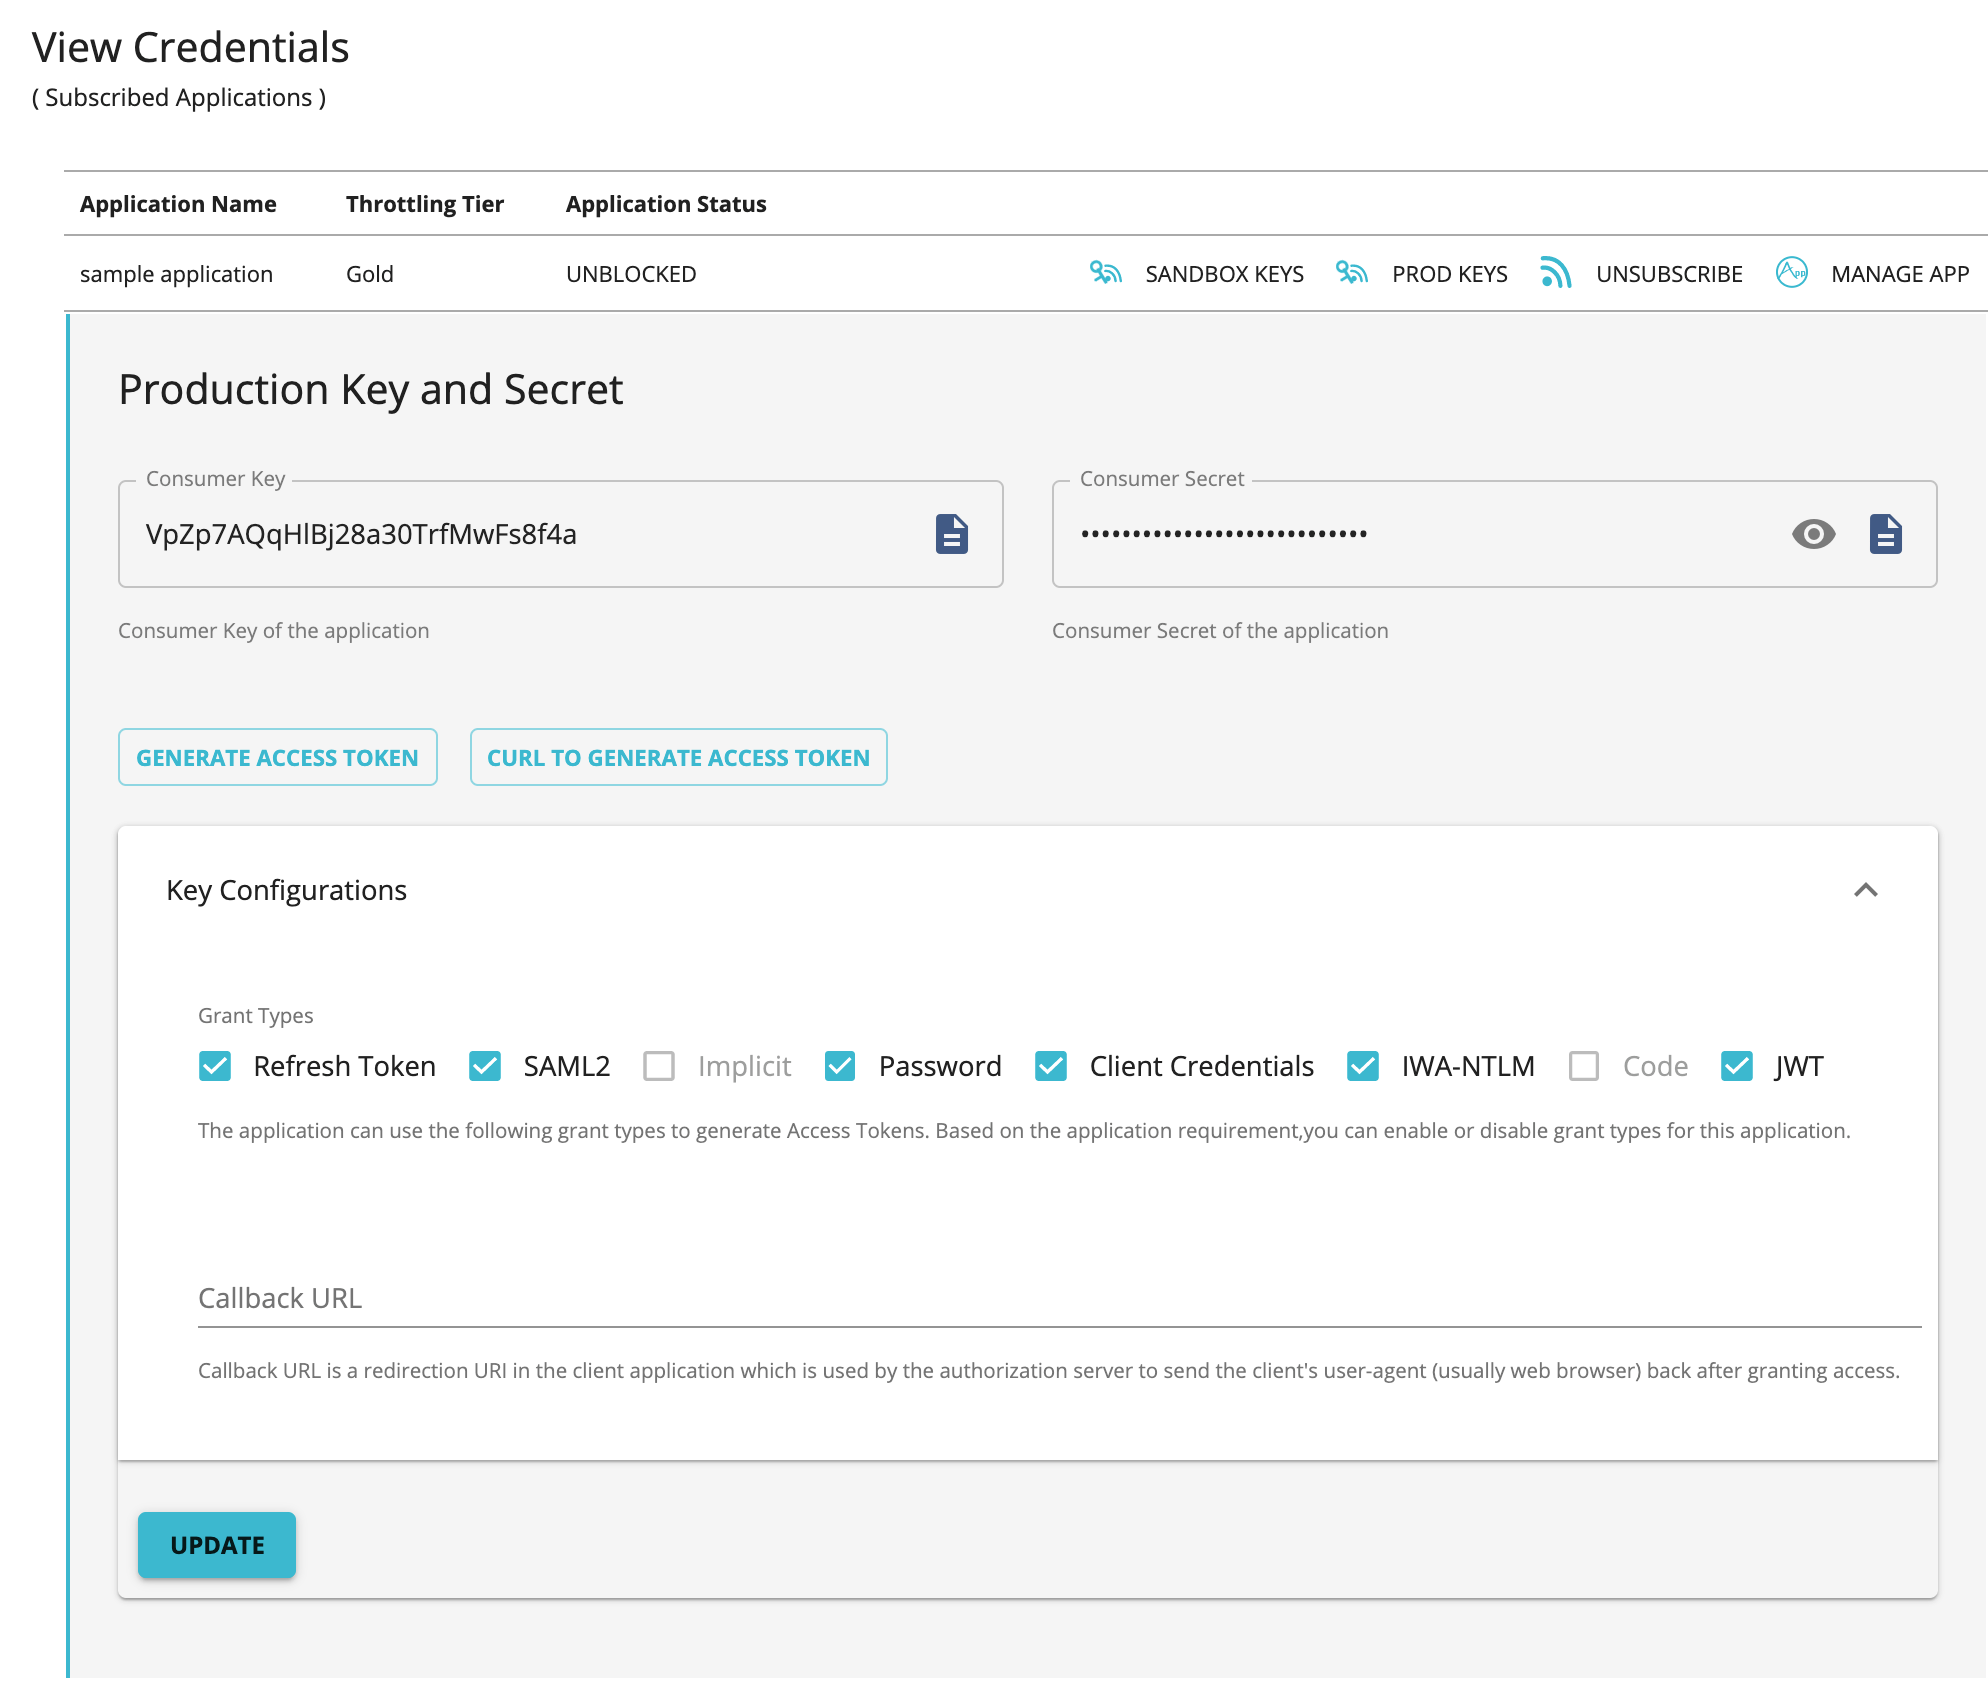 View Credentials
( Subscribed Applications )
Application Name Throttling Tier Application Status
sample application Gold UNBLOCKED SANDBOX KEYS PROD KEYS UNSUBSCRIBE App MANAGE APP
Production Key and Secret
Consumer Key Consumer Secret
VpZp7AQqHlBj28a30TrfMwFs8f4a ••••••••••••••••••••••••••••
Consumer Key of the application Consumer Secret of the application
GENERATE ACCESS TOKEN CURL TO GENERATE ACCESS TOKEN
Key Configurations
Grant Types
Refresh Token SAML2 Implicit Password Client Credentials IWA-NTLM Code JWT
The application can use the following grant types to generate Access Tokens. Based on the application requirement,you can enable or disable grant types for this application.
Callback URL
Callback URL is a redirection URI in the client application which is used by the authorization server to send the client's user-agent (usually web browser) back after granting access.
UPDATE